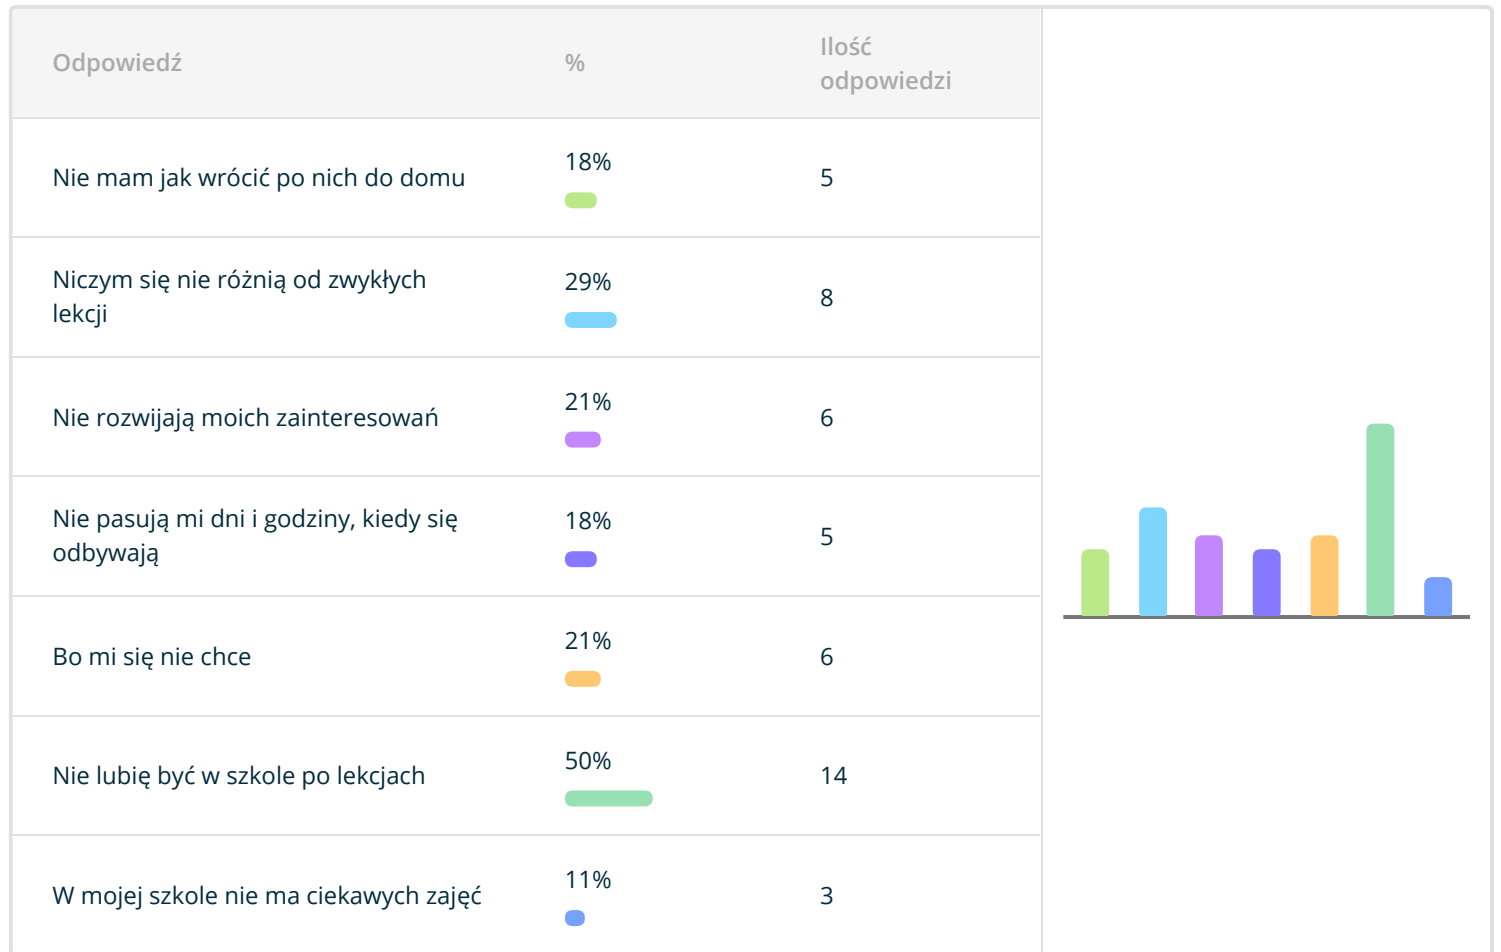 Odpowiedź % Ilość
odpowiedzi
Nie mam jak wrócić po nich do domu 18% 5
Niczym się nie różnią od zwykłych
lekcji 29% 8
Nie rozwijają moich zainteresowań 21% 6
Nie pasują mi dni i godziny, kiedy się
odbywają 18% 5
Bo mi się nie chce 21% 6
Nie lubię być w szkole po lekcjach 50% 14
W mojej szkole nie ma ciekawych zajęć 11% 3